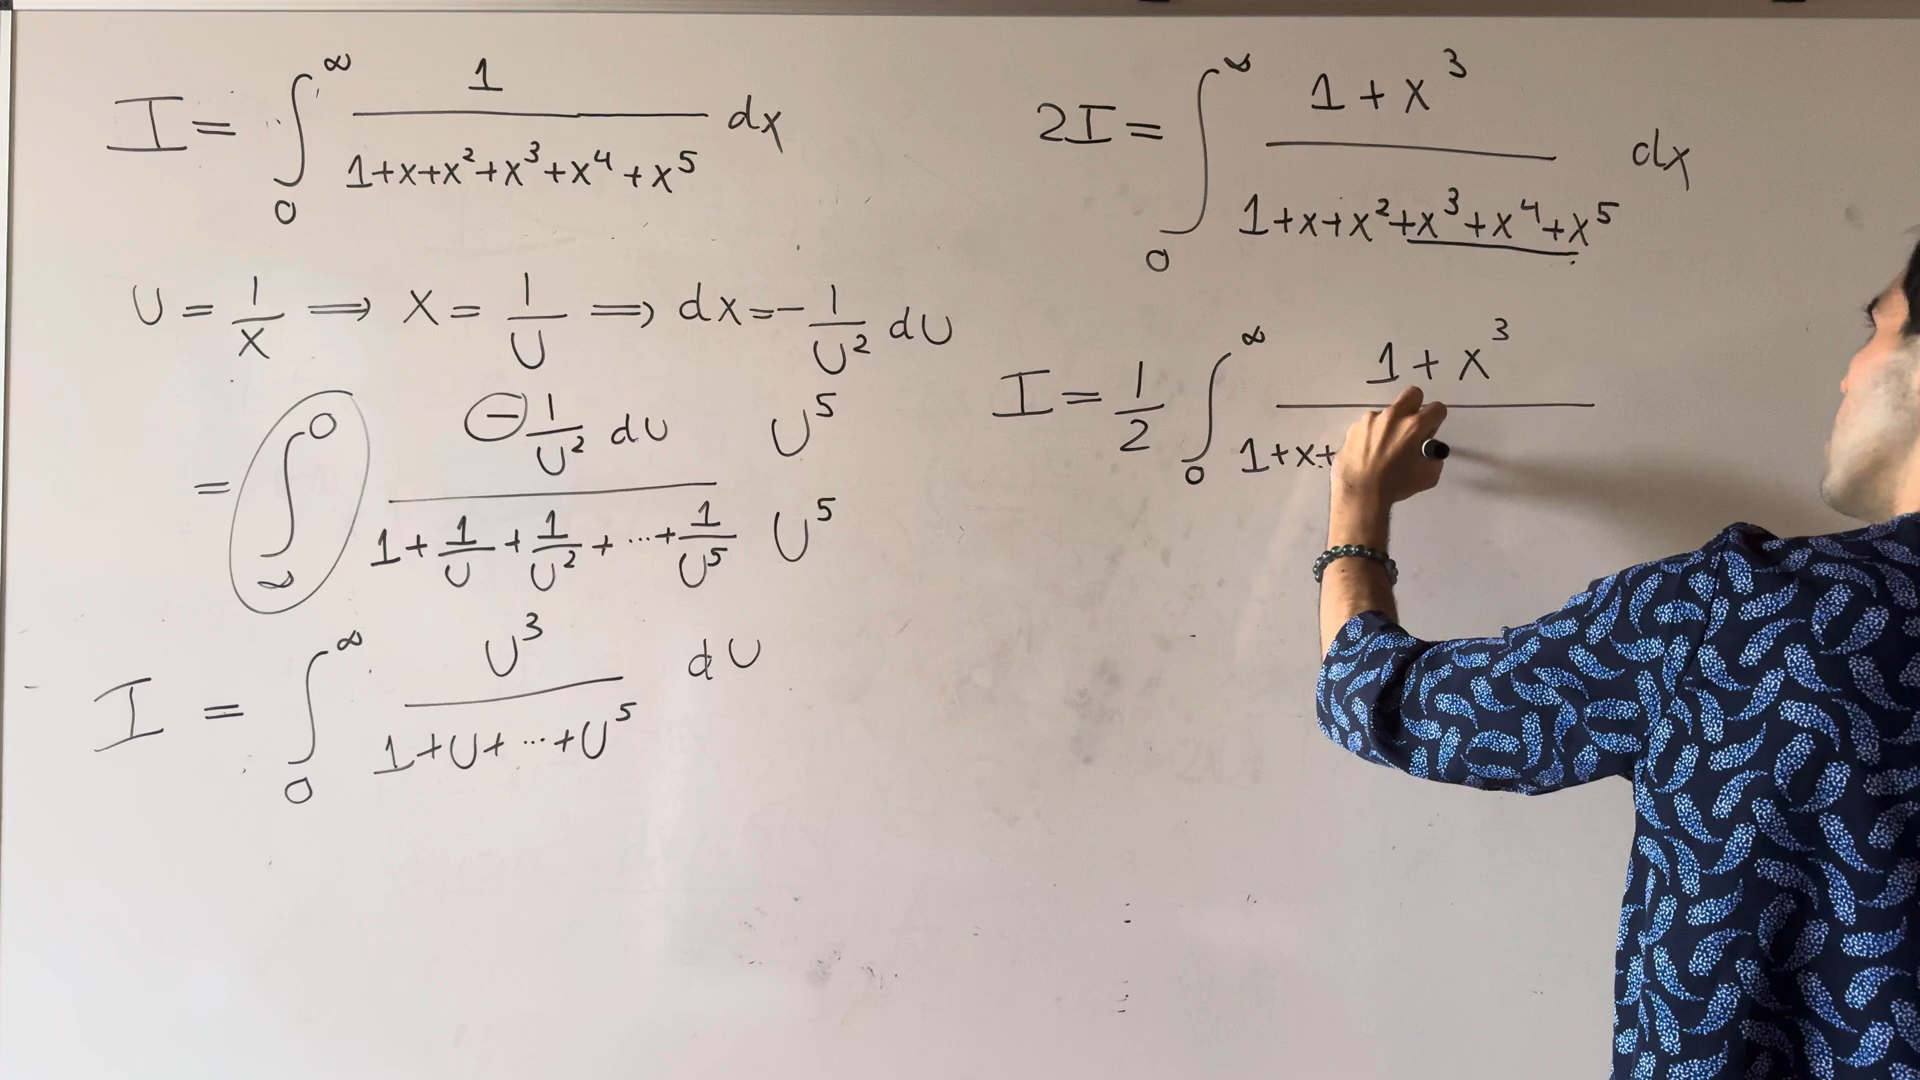 I = ∫₀^∞ 1/(1+x+x²+x³+x⁴+x⁵) dx
U = 1/x ⟹ x = 1/U ⟹ dx = -1/U² dU
= ∫_∞^0 (-1/U² dU)/(1+1/U+1/U²+⋯+1/U⁵) U⁵/U⁵
I = ∫₀^∞ U³/(1+U+⋯+U⁵) dU
2I = ∫₀^∞ (1+x³)/(1+x+x²+x³+x⁴+x⁵) dx
I = 1/2 ∫₀^∞ (1+x³)/(1+x+